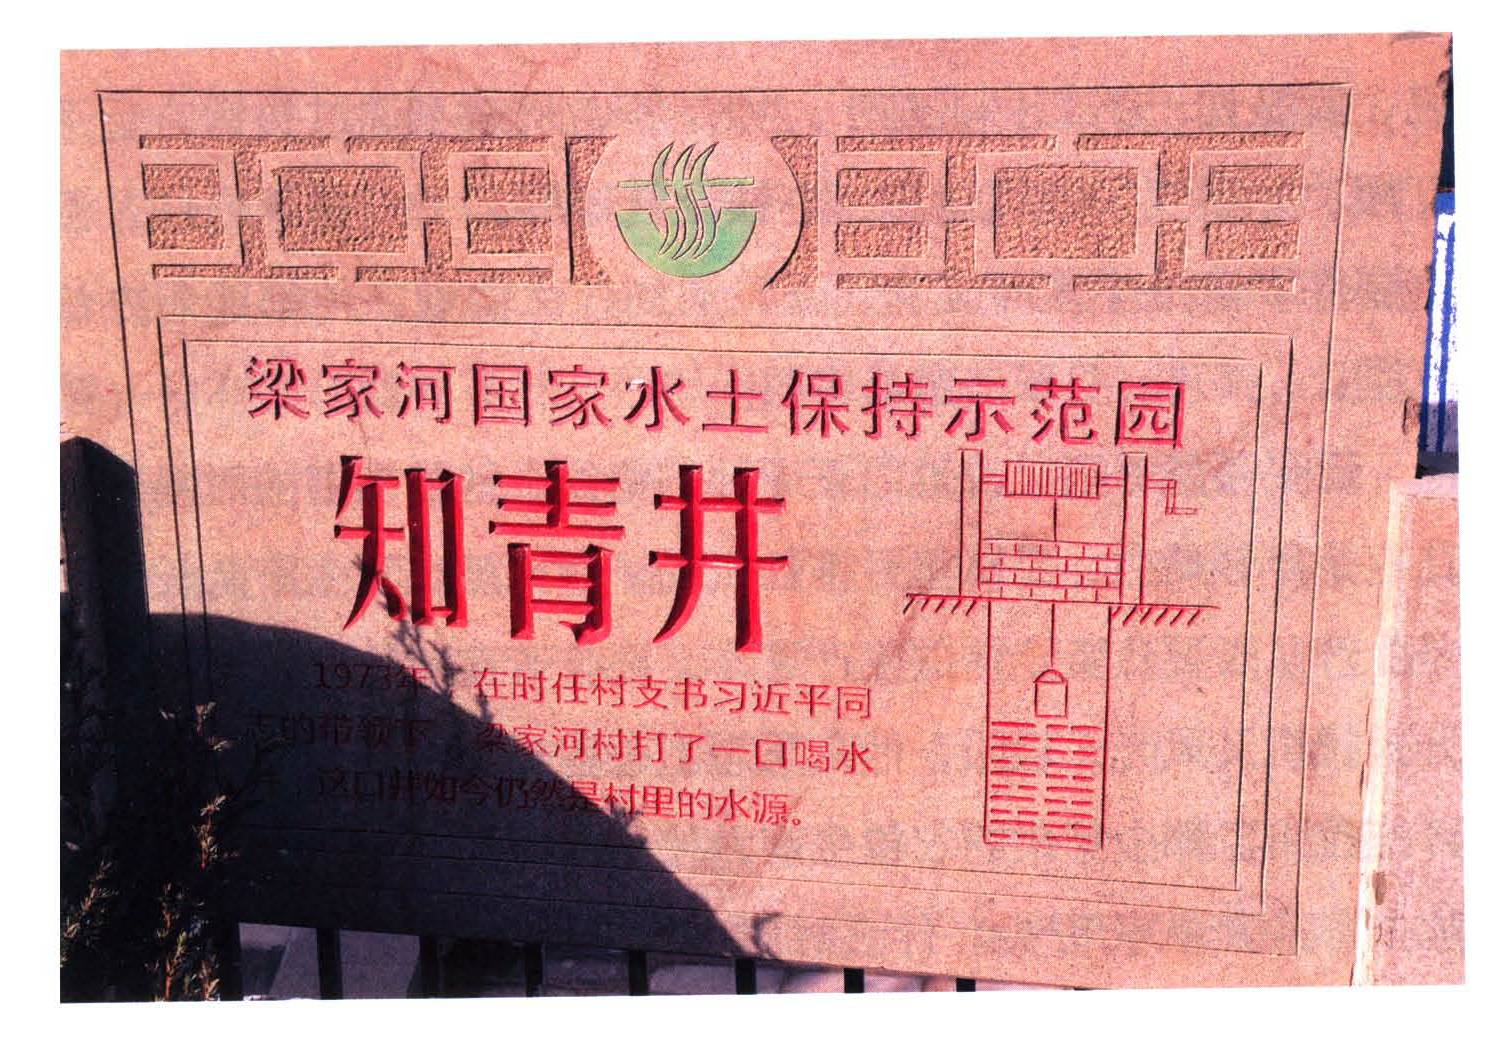 梁家河国家水土保持示范园
知青井
1973年，在时任村支书习近平同
志的带领下，梁家河村打了一口喝水
井，这口井如今仍然是村里的水源。